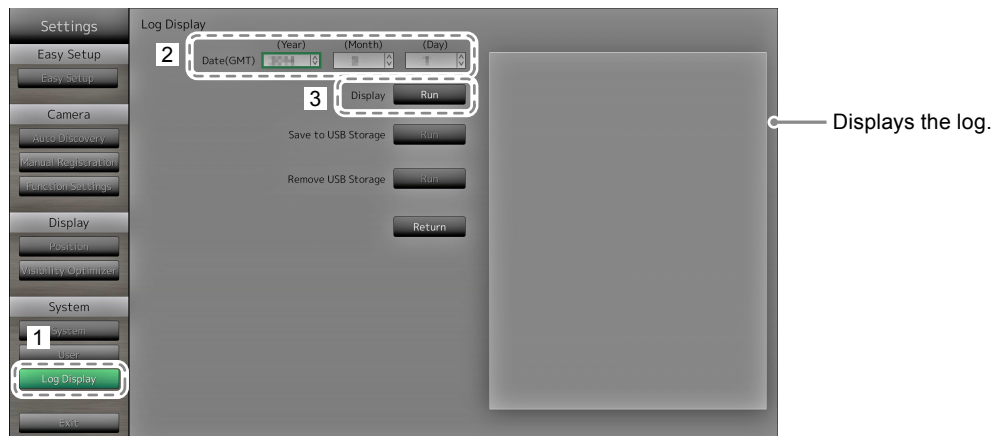 Settings
Easy Setup
Easy Setup
Camera
Auto Discovery
Manual Registration
Function Settings
Display
Position
Visibility Optimizer
System
System
1
User
Log Display
Exit
Log Display
2
(Year) (Month) (Day)
Date(GMT)
3
Display Run
Save to USB Storage Run
Remove USB Storage Run
Return
Displays the log.